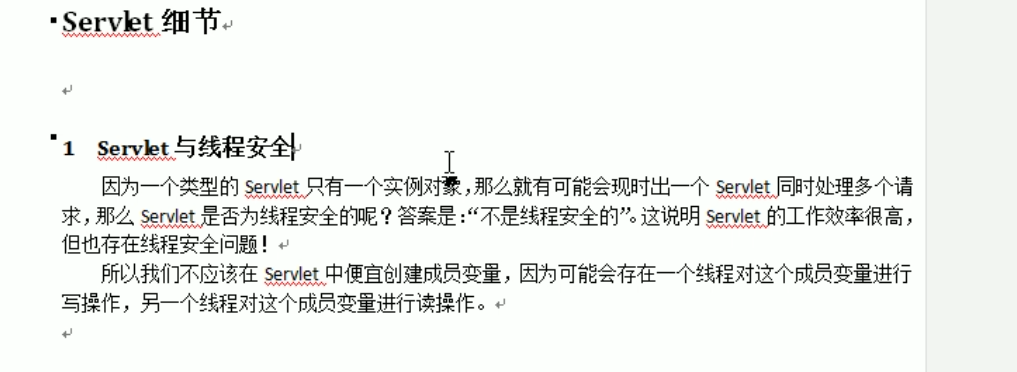 Servlet 细节
1 Servlet 与线程安全
因为一个类型的 Servlet 只有一个实例对象，那么就有可能会现时出一个 Servlet 同时处理多个请
求，那么 Servlet 是否为线程安全的呢？答案是：“不是线程安全的”。这说明 Servlet 的工作效率很高，
但也存在线程安全问题！
所以我们不应该在 Servlet 中便宜创建成员变量，因为可能会存在一个线程对这个成员变量进行
写操作，另一个线程对这个成员变量进行读操作。